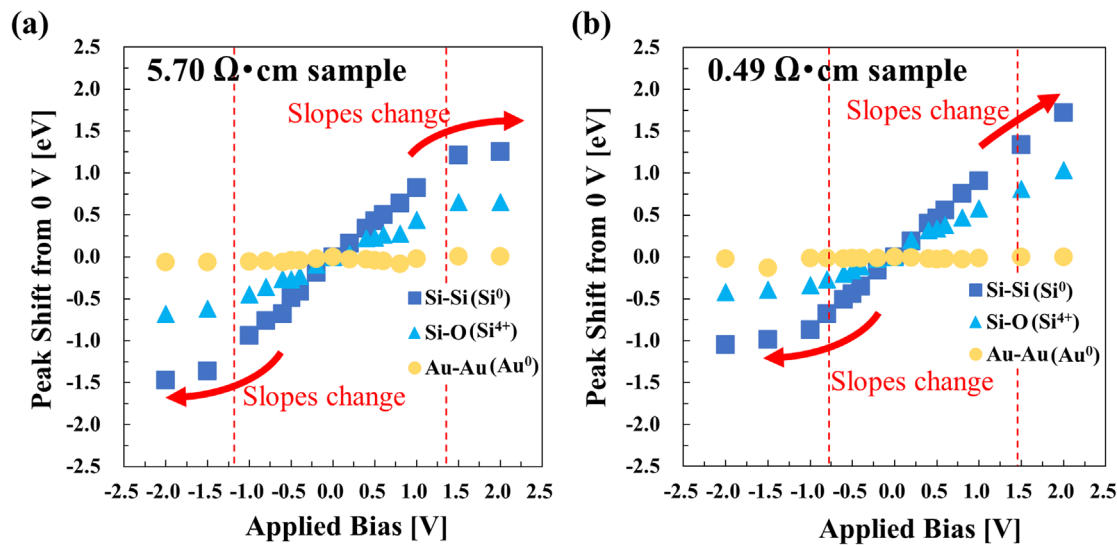 (a)
5.70 Ω・cm sample
Slopes change
Slopes change
Si-Si (Si⁰)
Si-O (Si⁴⁺)
Au-Au (Au⁰)
Peak Shift from 0 V [eV]
2.5
2.0
1.5
1.0
0.5
0.0
-0.5
-1.0
-1.5
-2.0
-2.5
-2.5 -2.0 -1.5 -1.0 -0.5 0.0 0.5 1.0 1.5 2.0 2.5
Applied Bias [V]
(b)
0.49 Ω・cm sample
Slopes change
Slopes change
Si-Si (Si⁰)
Si-O (Si⁴⁺)
Au-Au (Au⁰)
Peak Shift from 0 V [eV]
2.5
2.0
1.5
1.0
0.5
0.0
-0.5
-1.0
-1.5
-2.0
-2.5
-2.5 -2.0 -1.5 -1.0 -0.5 0.0 0.5 1.0 1.5 2.0 2.5
Applied Bias [V]